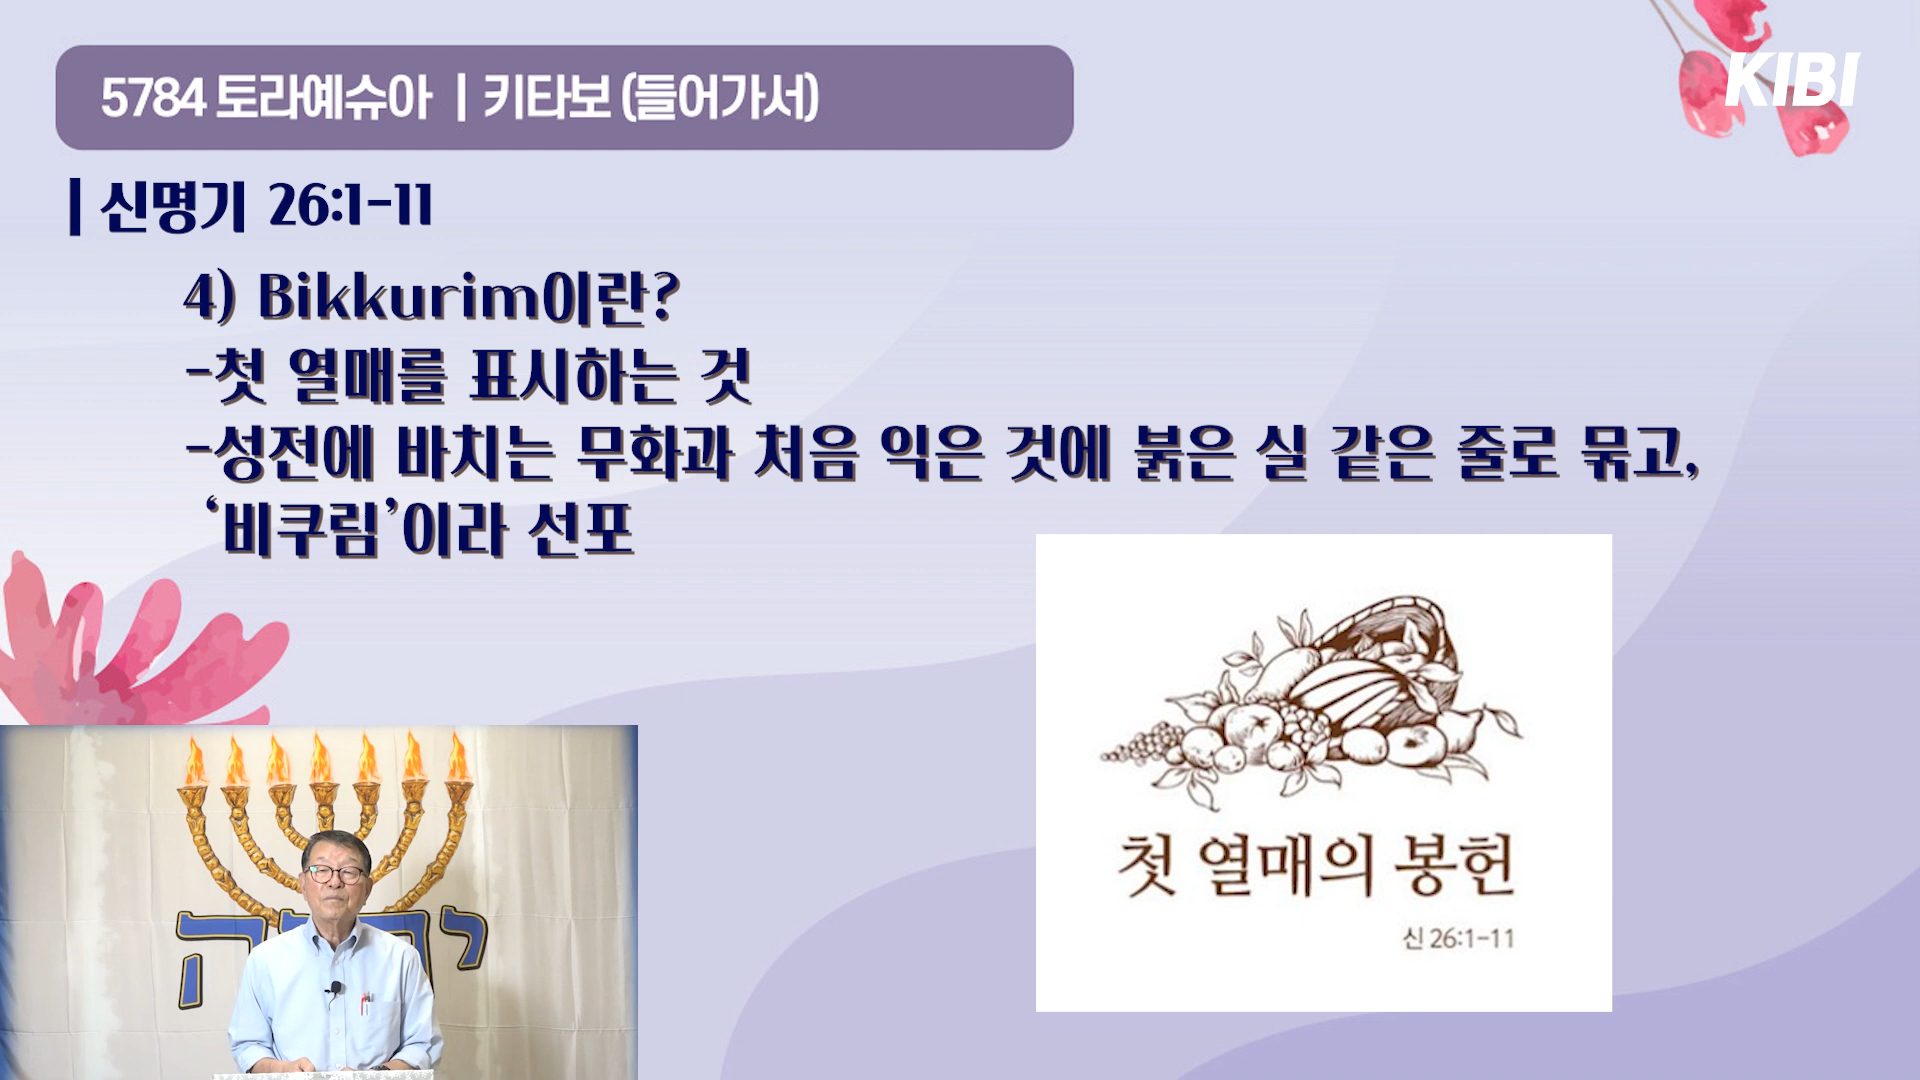 5784 토라예슈아 | 키타보 (들어가서)
KIBI
신명기 26:1-11
4) Bikkurim이란?
-첫 열매를 표시하는 것
-성전에 바치는 무화과 처음 익은 것에 붉은 실 같은 줄로 묶고,
‘비쿠림’이라 선포
첫 열매의 봉헌
신 26:1-11